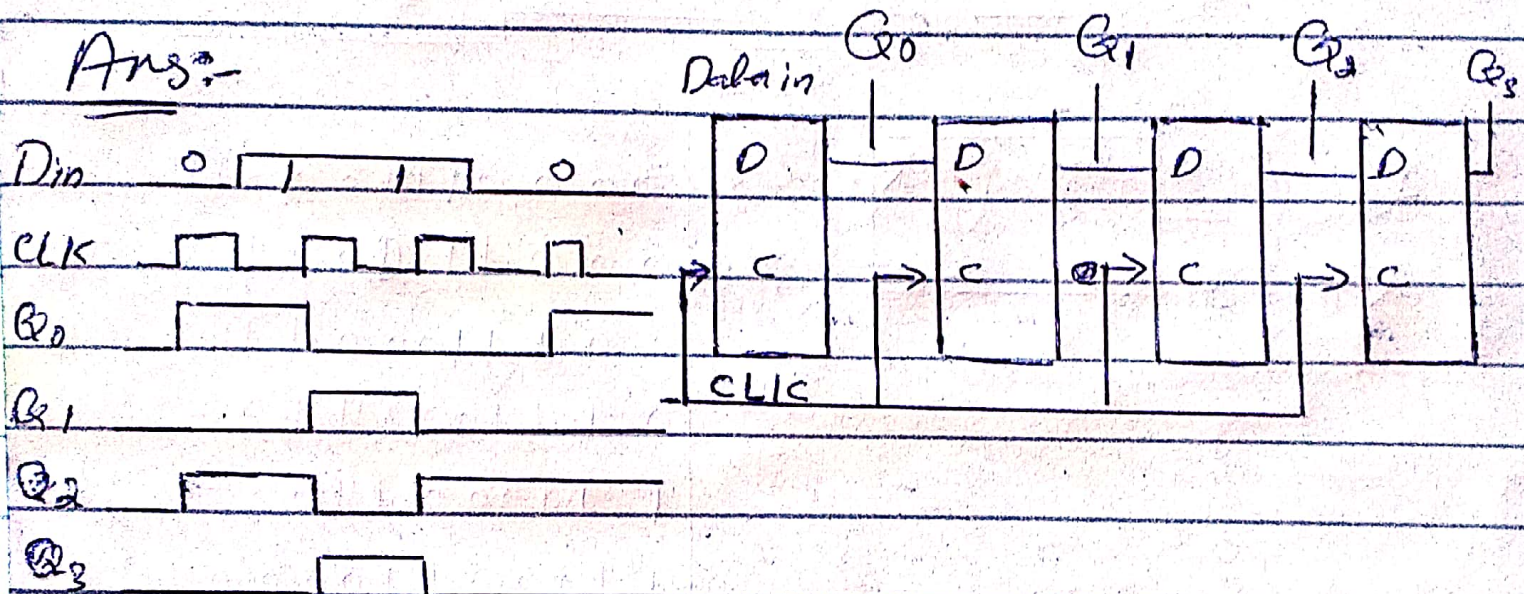 Ans:-
Data in Q0 Q1 Q2 Q3
Din 0 1 1 0
D D D D
CLK
C C C C
Q0
CLK
Q1
Q2
Q3